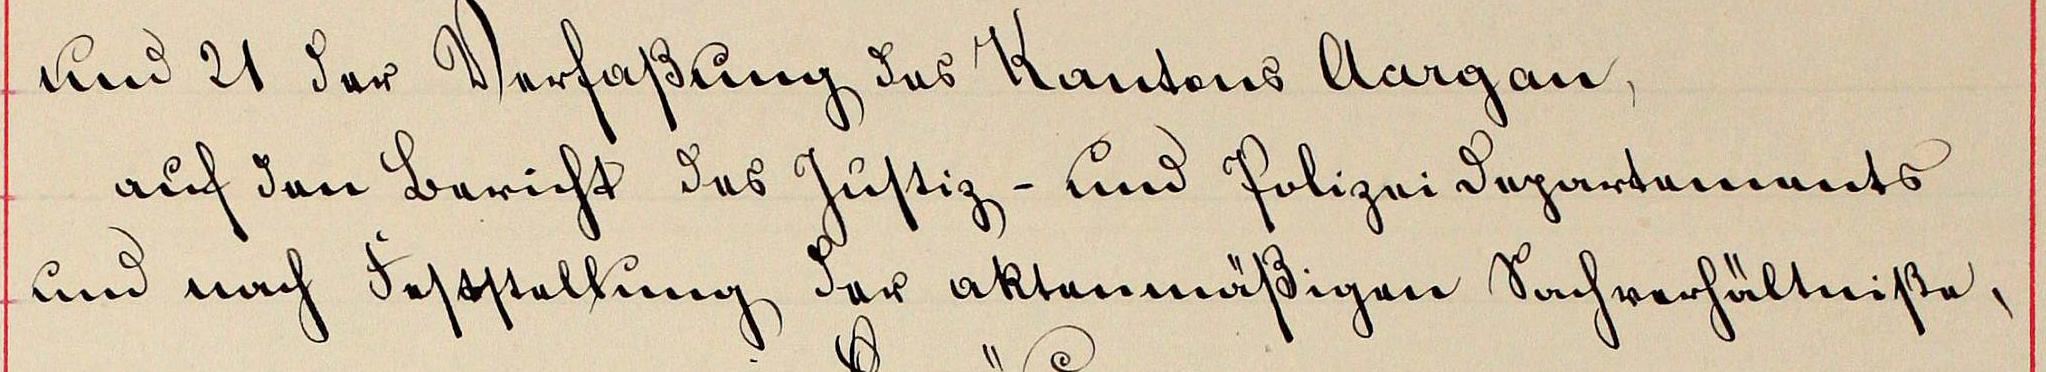 und 21 der Verfaßung des Kantons Aargau,
auf den Bericht des Justiz- und Polizeidepartements
und nach Feststellung der aktenmäßigen Sachverhältniße,